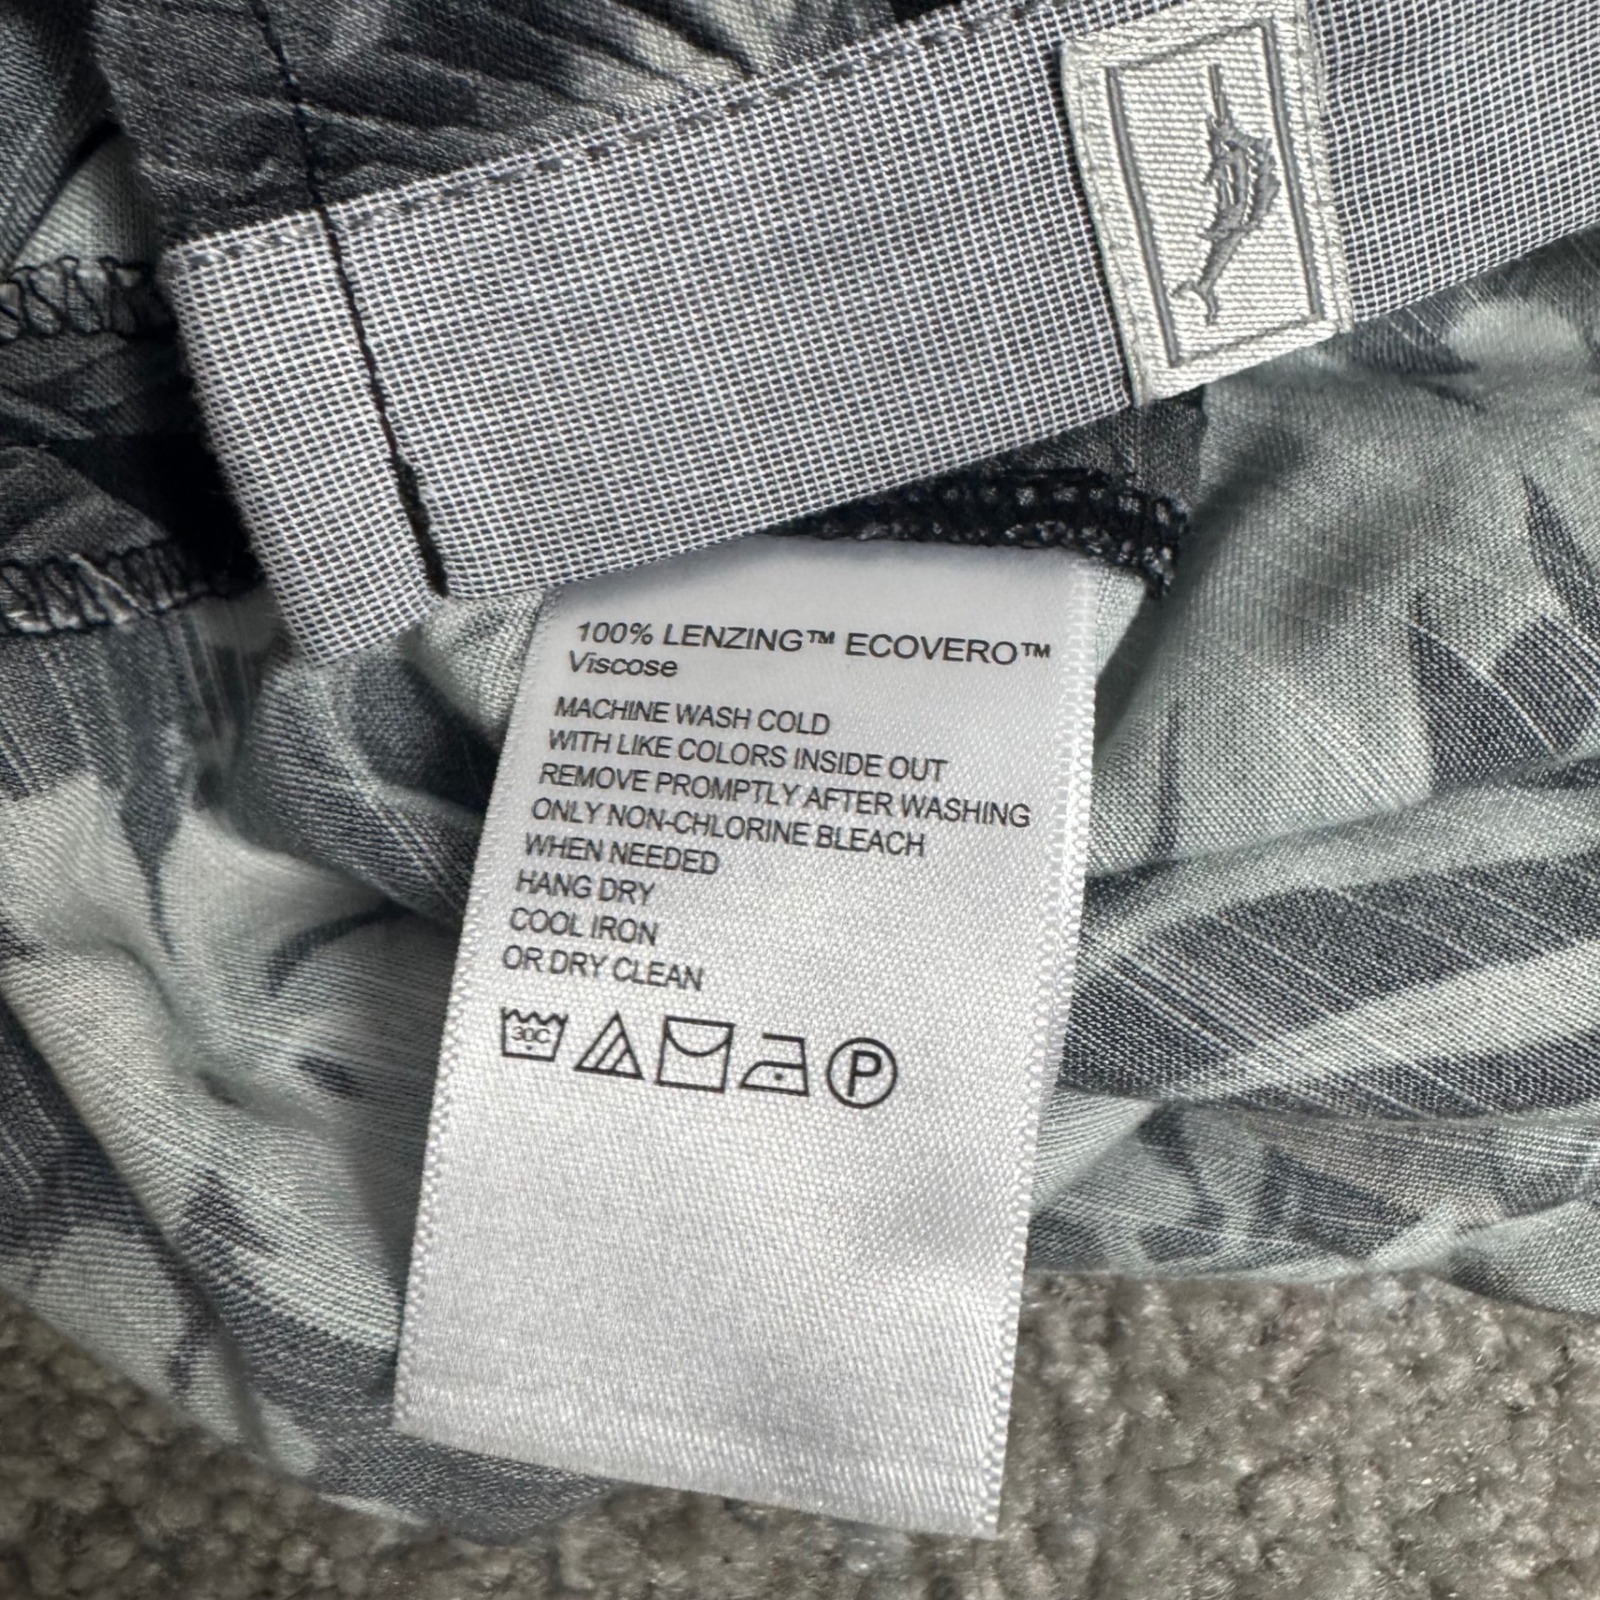 100% LENZING™ ECOVERO™
Viscose
MACHINE WASH COLD
WITH LIKE COLORS INSIDE OUT
REMOVE PROMPTLY AFTER WASHING
ONLY NON-CHLORINE BLEACH
WHEN NEEDED
HANG DRY
COOL IRON
OR DRY CLEAN
30C P